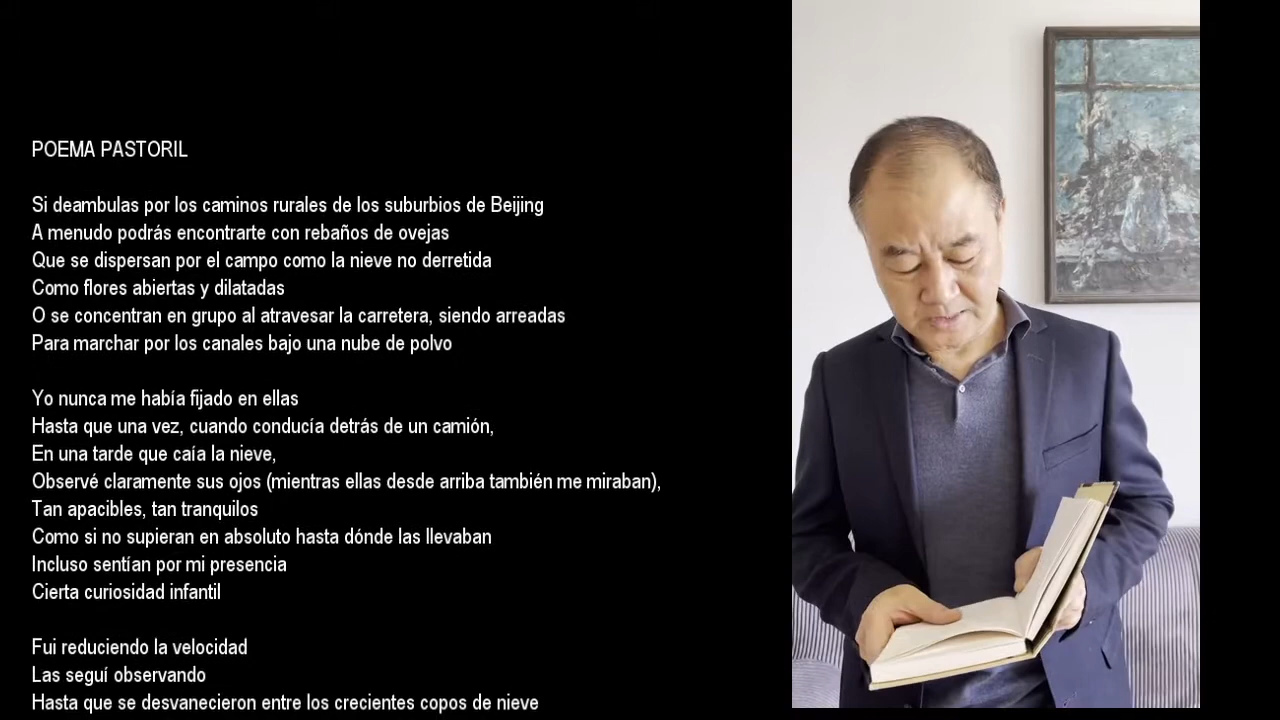 POEMA PASTORIL
Si deambulas por los caminos rurales de los suburbios de Beijing
A menudo podrás encontrarte con rebaños de ovejas
Que se dispersan por el campo como la nieve no derretida
Como flores abiertas y dilatadas
O se concentran en grupo al atravesar la carretera, siendo arreadas
Para marchar por los canales bajo una nube de polvo
Yo nunca me había fijado en ellas
Hasta que una vez, cuando conducía detrás de un camión,
En una tarde que caía la nieve,
Observé claramente sus ojos (mientras ellas desde arriba también me miraban),
Tan apacibles, tan tranquilos
Como si no supieran en absoluto hasta dónde las llevaban
Incluso sentían por mi presencia
Cierta curiosidad infantil
Fui reduciendo la velocidad
Las seguí observando
Hasta que se desvanecieron entre los crecientes copos de nieve